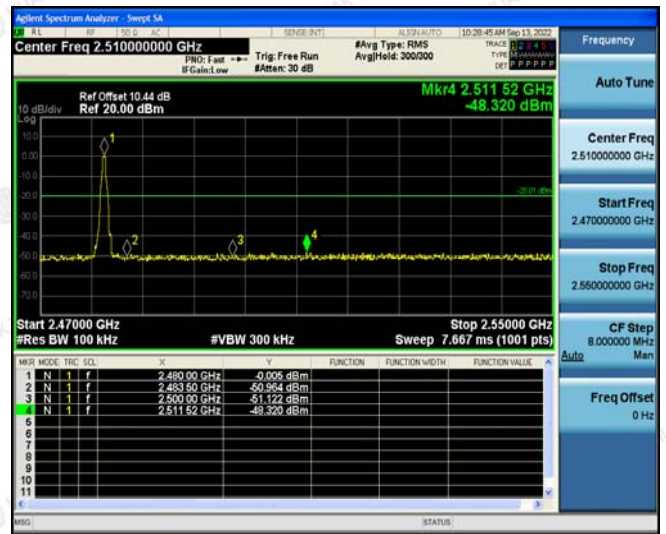 Agilent Spectrum Analyzer - Swept SA
RL RF 50 Ω AC SENSE:INT ALIGNAUTO 10:28:45 AM Sep 13, 2022
Center Freq 2.510000000 GHz
PNO: Fast
IFGain:Low
Trig: Free Run
#Atten: 30 dB
#Avg Type: RMS
Avg|Hold: 300/300
TRACE 1 2 3 4 5 6
TYPE
DET P P P P P P
Ref Offset 10.44 dB
Ref 20.00 dBm
10 dB/div
Log
Mkr4 2.511 52 GHz
-48.320 dBm
10.0
0.00
-10.0
-20.0
-30.0
-40.0
-50.0
-60.0
-70.0
1
2
3
4
-20.01 dBm
Start 2.47000 GHz
#Res BW 100 kHz
#VBW 300 kHz
Stop 2.55000 GHz
Sweep 7.667 ms (1001 pts)
MKR MODE TRC SCL X Y FUNCTION FUNCTION WIDTH FUNCTION VALUE
1 N 1 f 2.480 00 GHz -0.005 dBm
2 N 1 f 2.483 50 GHz -50.964 dBm
3 N 1 f 2.500 00 GHz -51.122 dBm
4 N 1 f 2.511 52 GHz -48.320 dBm
5
6
7
8
9
10
11
MSG
STATUS
Frequency
Auto Tune
Center Freq
2.510000000 GHz
Start Freq
2.470000000 GHz
Stop Freq
2.550000000 GHz
CF Step
8.000000 MHz
Auto Man
Freq Offset
0 Hz